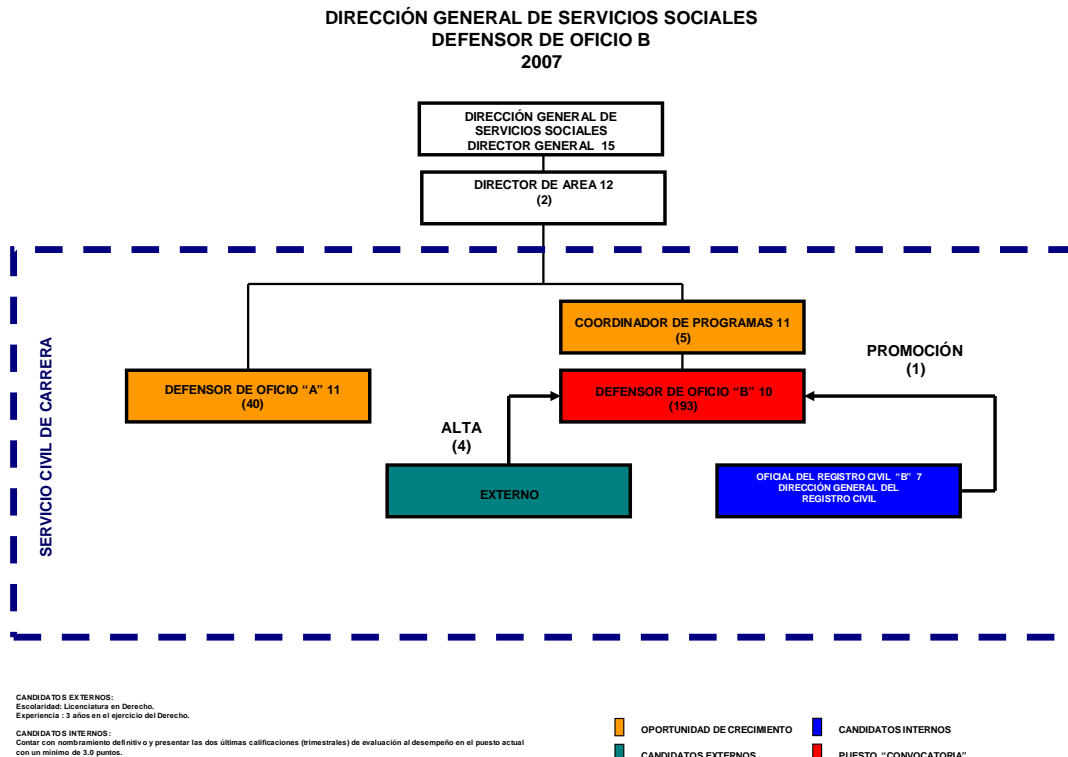 DIRECCIÓN GENERAL DE SERVICIOS SOCIALES
DEFENSOR DE OFICIO B
2007
DIRECCIÓN GENERAL DE
SERVICIOS SOCIALES
DIRECTOR GENERAL 15
DIRECTOR DE AREA 12
(2)
SERVICIO CIVIL DE CARRERA
COORDINADOR DE PROGRAMAS 11
(5)
PROMOCIÓN
(1)
DEFENSOR DE OFICIO “A” 11
(40)
DEFENSOR DE OFICIO “B” 10
(193)
ALTA
(4)
EXTERNO
OFICIAL DEL REGISTRO CIVIL “B” 7
DIRECCIÓN GENERAL DEL
REGISTRO CIVIL
CANDIDATOS EXTERNOS:
Escolaridad: Licenciatura en Derecho.
Experiencia : 3 años en el ejercicio del Derecho.
CANDIDATOS INTERNOS:
Contar con nombramiento definitivo y presentar las dos últimas calificaciones (trimestrales) de evaluación al desempeño en el puesto actual
con un mínimo de 3.0 puntos.
OPORTUNIDAD DE CRECIMIENTO
CANDIDATOS INTERNOS
CANDIDATOS EXTERNOS
PUESTO “CONVOCATORIA”